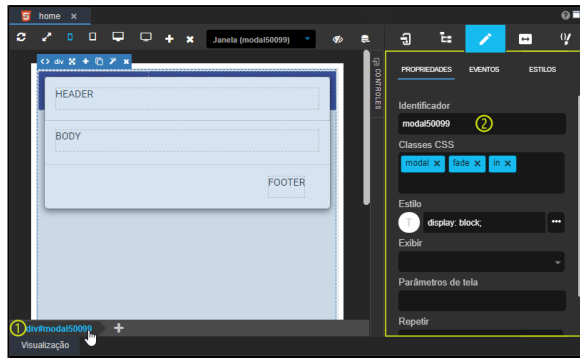 home x
Janela (modal50099)
div
HEADER
BODY
FOOTER
CONTROLES
PROPRIEDADES EVENTOS ESTILOS
Identificador
modal50099 2
Classes CSS
modal x fade x in x
Estilo
T display: block; •••
Exibir
Parâmetros de tela
Repetir
1 div#modal50099 +
Visualização